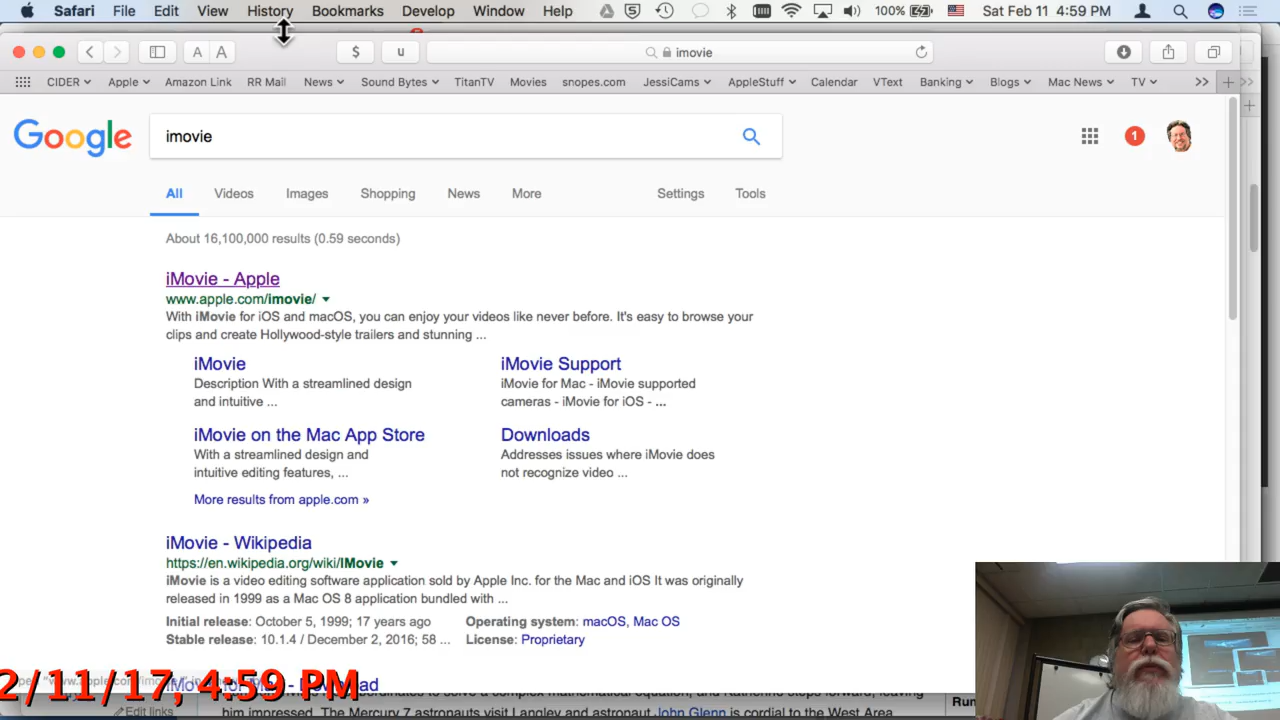 Safari File Edit View History Bookmarks Develop Window Help 100% Sat Feb 11 4:59 PM
A A $ u imovie
CIDER Apple Amazon Link RR Mail News Sound Bytes TitanTV Movies snopes.com JessiCams AppleStuff Calendar VText Banking Blogs Mac News TV
Google imovie 1
All Videos Images Shopping News More Settings Tools
About 16,100,000 results (0.59 seconds)
iMovie - Apple
www.apple.com/imovie/
With iMovie for iOS and macOS, you can enjoy your videos like never before. It's easy to browse your
clips and create Hollywood-style trailers and stunning ...
iMovie iMovie Support
Description With a streamlined design iMovie for Mac - iMovie supported
and intuitive ... cameras - iMovie for iOS - ...
iMovie on the Mac App Store Downloads
With a streamlined design and Addresses issues where iMovie does
intuitive editing features, ... not recognize video ...
More results from apple.com »
iMovie - Wikipedia
https://en.wikipedia.org/wiki/IMovie
iMovie is a video editing software application sold by Apple Inc. for the Mac and iOS It was originally
released in 1999 as a Mac OS 8 application bundled with ...
Initial release: October 5, 1999; 17 years ago Operating system: macOS, Mac OS
Stable release: 10.1.4 / December 2, 2016; 58 ... License: Proprietary
2/11/17, 4:59 PM
him impressed. The Mercury 7 astronauts visit Langley and astronaut John Glenn is cordial to the West Area
Edit links